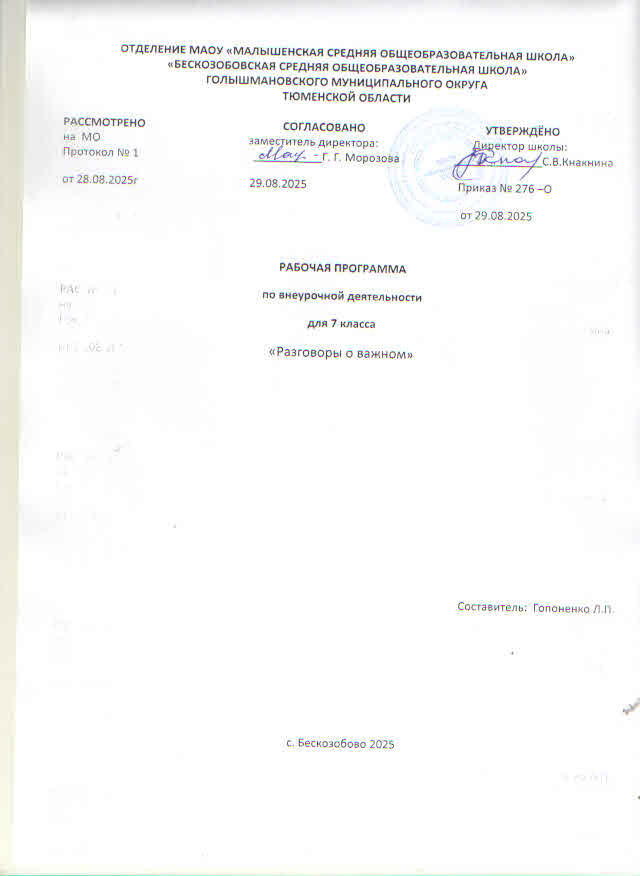 ОТДЕЛЕНИЕ МАОУ «МАЛЫШЕНСКАЯ СРЕДНЯЯ ОБЩЕОБРАЗОВАТЕЛЬНАЯ ШКОЛА»
«БЕСКОЗОБОВСКАЯ СРЕДНЯЯ ОБЩЕОБРАЗОВАТЕЛЬНАЯ ШКОЛА»
ГОЛЫШМАНОВСКОГО МУНИЦИПАЛЬНОГО ОКРУГА
ТЮМЕНСКОЙ ОБЛАСТИ
РАССМОТРЕНО
на МО
Протокол № 1
от 28.08.2025г
СОГЛАСОВАНО
заместитель директора:
Г. Г. Морозова
29.08.2025
УТВЕРЖДЁНО
Директор школы:
С.В.Кнакнина
Приказ № 276 –О
от 29.08.2025
РАБОЧАЯ ПРОГРАММА
по внеурочной деятельности
для 7 класса
«Разговоры о важном»
Составитель: Гопоненко Л.П.
с. Бескозобово 2025